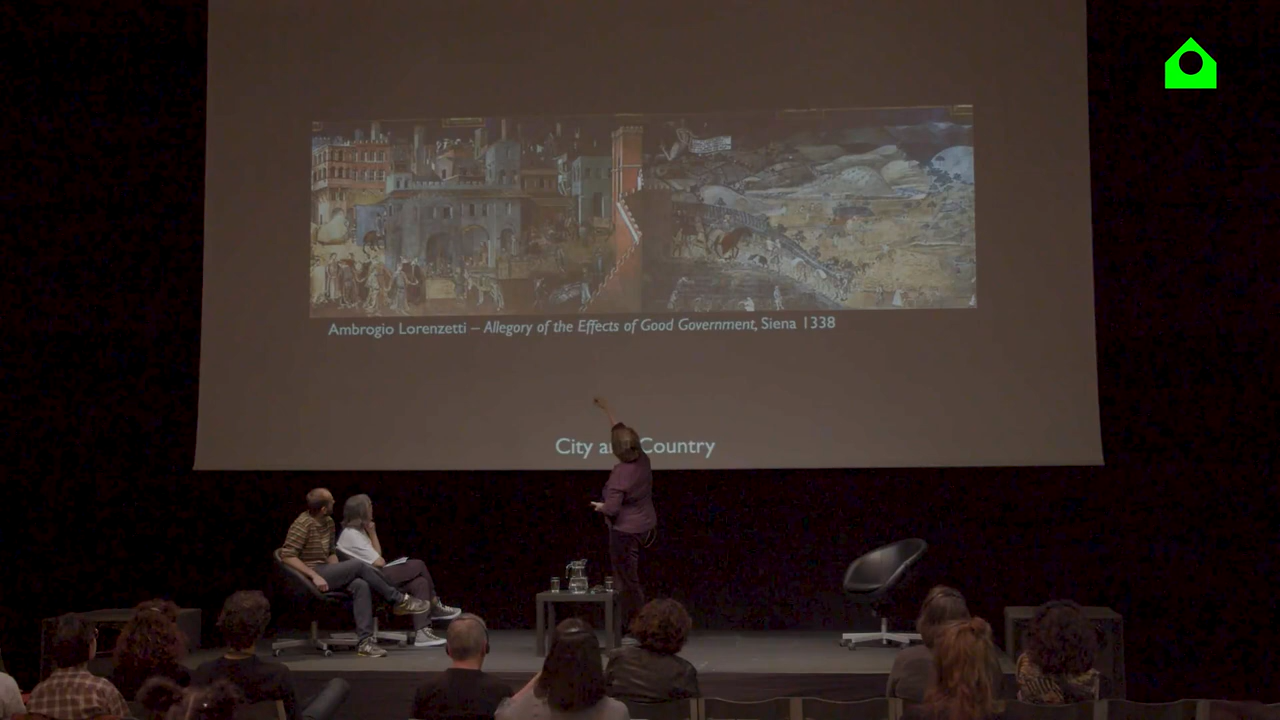 Ambrogio Lorenzetti – Allegory of the Effects of Good Government, Siena 1338
City a Country